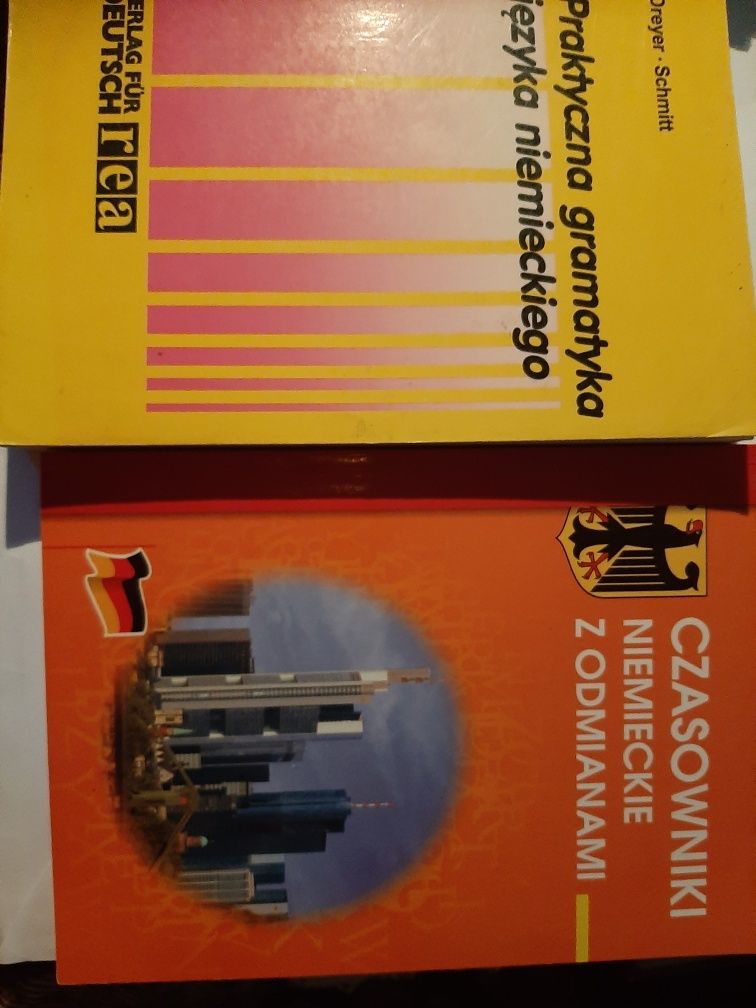 Dreyer · Schmitt
Praktyczna gramatyka
języka niemieckiego
ERLAG FÜR
DEUTSCH
rea
CZASOWNIKI
NIEMIECKIE
Z ODMIANAMI